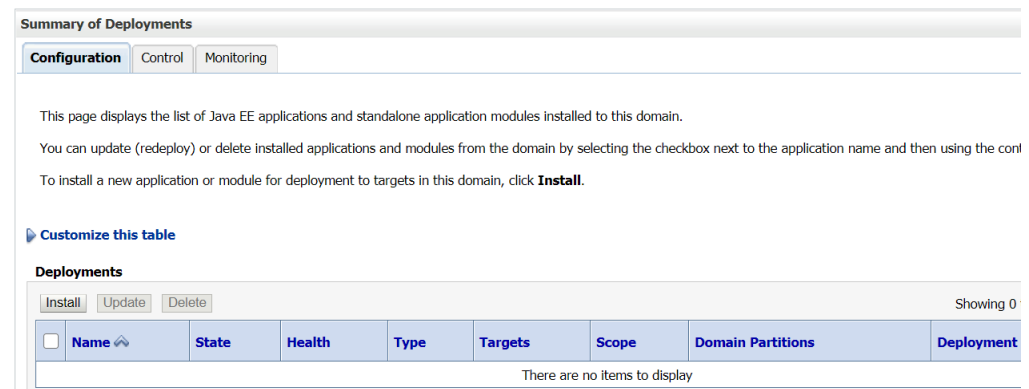 Summary of Deployments
Configuration Control Monitoring
This page displays the list of Java EE applications and standalone application modules installed to this domain.
You can update (redeploy) or delete installed applications and modules from the domain by selecting the checkbox next to the application name and then using the
To install a new application or module for deployment to targets in this domain, click Install.
Customize this table
Deployments
Install Update Delete Showing 0
Name State Health Type Targets Scope Domain Partitions Deployment
There are no items to display